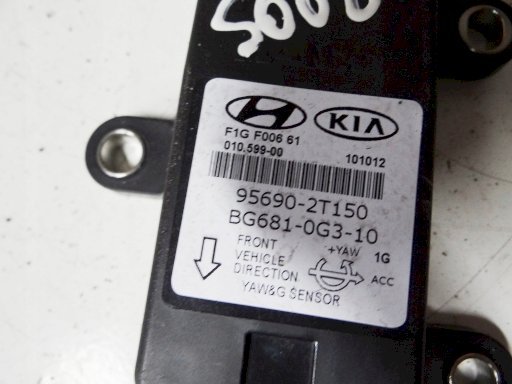 KIA
F1G F006 61
010.599-00
101012
95690-2T150
BG681-0G3-10
FRONT
VEHICLE
DIRECTION
+YAW
1G
ACC
YAW&G SENSOR